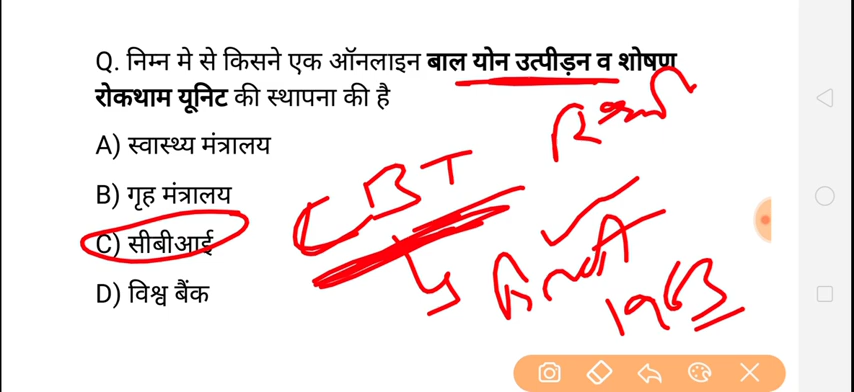 Q. निम्न मे से किसने एक ऑनलाइन बाल योन उत्पीड़न व शोषण
रोकथाम यूनिट की स्थापना की है
A) स्वास्थ्य मंत्रालय
B) गृह मंत्रालय
C) सीबीआई
D) विश्व बैंक
CBI
1963